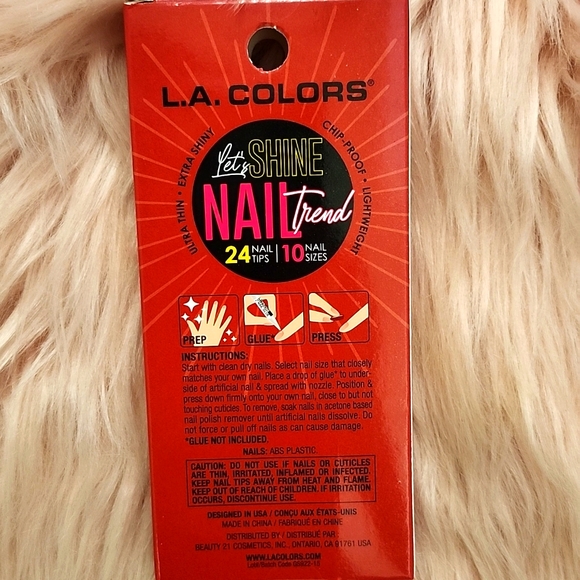 L.A. COLORS®
ULTRA THIN • EXTRA SHINY
CHIP-PROOF • LIGHTWEIGHT
Let's SHINE
NAIL Trend
24 NAIL TIPS | 10 NAIL SIZES
PREP
GLUE*
PRESS
INSTRUCTIONS:
Start with clean dry nails. Select nail size that closely
matches your own nail. Place a drop of glue* to under-
side of artificial nail & spread with nozzle. Position &
press down firmly onto your own nail, close to but not
touching cuticles. To remove, soak nails in acetone based
nail polish remover until artificial nails dissolve. Do
not force or pull off nails as can cause damage.
*GLUE NOT INCLUDED.
NAILS: ABS PLASTIC.
CAUTION: DO NOT USE IF NAILS OR CUTICLES
ARE THIN, IRRITATED, INFLAMED OR INFECTED.
KEEP NAIL TIPS AWAY FROM HEAT AND FLAME.
KEEP OUT OF REACH OF CHILDREN. IF IRRITATION
OCCURS, DISCONTINUE USE.
DESIGNED IN USA / CONÇU AUX ÉTATS-UNIS
MADE IN CHINA / FABRIQUÉ EN CHINE
DISTRIBUTED BY / DISTRIBUÉ PAR:
BEAUTY 21 COSMETICS, INC., ONTARIO, CA 91761 USA
WWW.LACOLORS.COM
Lot#/Batch Code